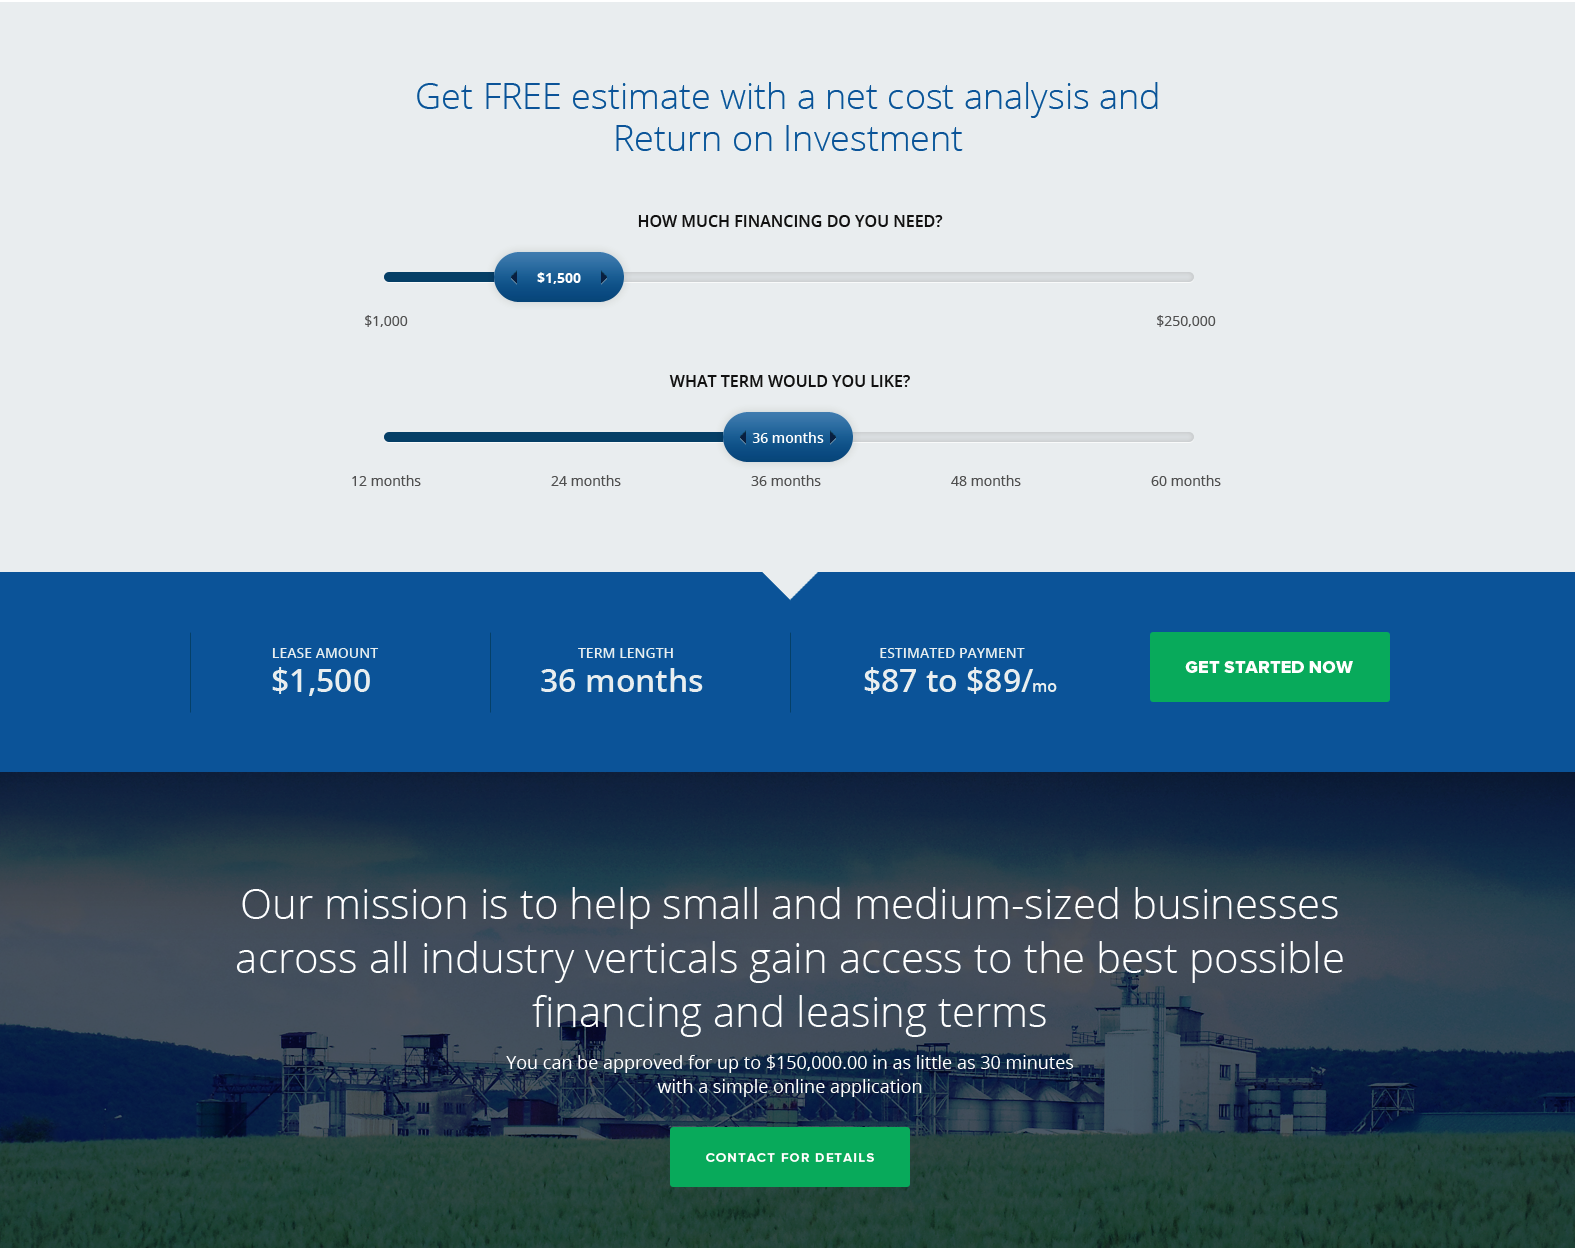 Get FREE estimate with a net cost analysis and
Return on Investment
HOW MUCH FINANCING DO YOU NEED?
$1,500
$1,000
$250,000
WHAT TERM WOULD YOU LIKE?
36 months
12 months
24 months
36 months
48 months
60 months
LEASE AMOUNT
$1,500
TERM LENGTH
36 months
ESTIMATED PAYMENT
$87 to $89/mo
GET STARTED NOW
Our mission is to help small and medium-sized businesses
across all industry verticals gain access to the best possible
financing and leasing terms
You can be approved for up to $150,000.00 in as little as 30 minutes
with a simple online application
CONTACT FOR DETAILS